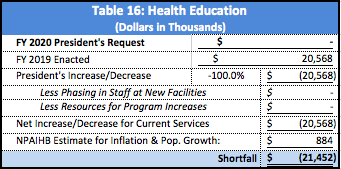 Table 16: Health Education
(Dollars in Thousands)
FY 2020 President's Request $ -
FY 2019 Enacted $ 20,568
President's Increase/Decrease -100.0% $ (20,568)
Less Phasing in Staff at New Facilities $ -
Less Resources for Program Increases $ -
Net Increase/Decrease for Current Services $ (20,568)
NPAIHB Estimate for Inflation & Pop. Growth: $ 884
Shortfall $ (21,452)